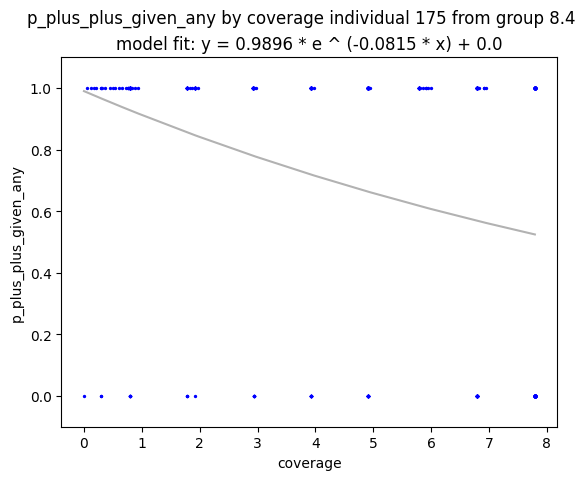 p_plus_plus_given_any by coverage individual 175 from group 8.4
model fit: y = 0.9896 * e ^ (-0.0815 * x) + 0.0
1.0
0.8
0.6
0.4
0.2
0.0
p_plus_plus_given_any
0 1 2 3 4 5 6 7 8
coverage